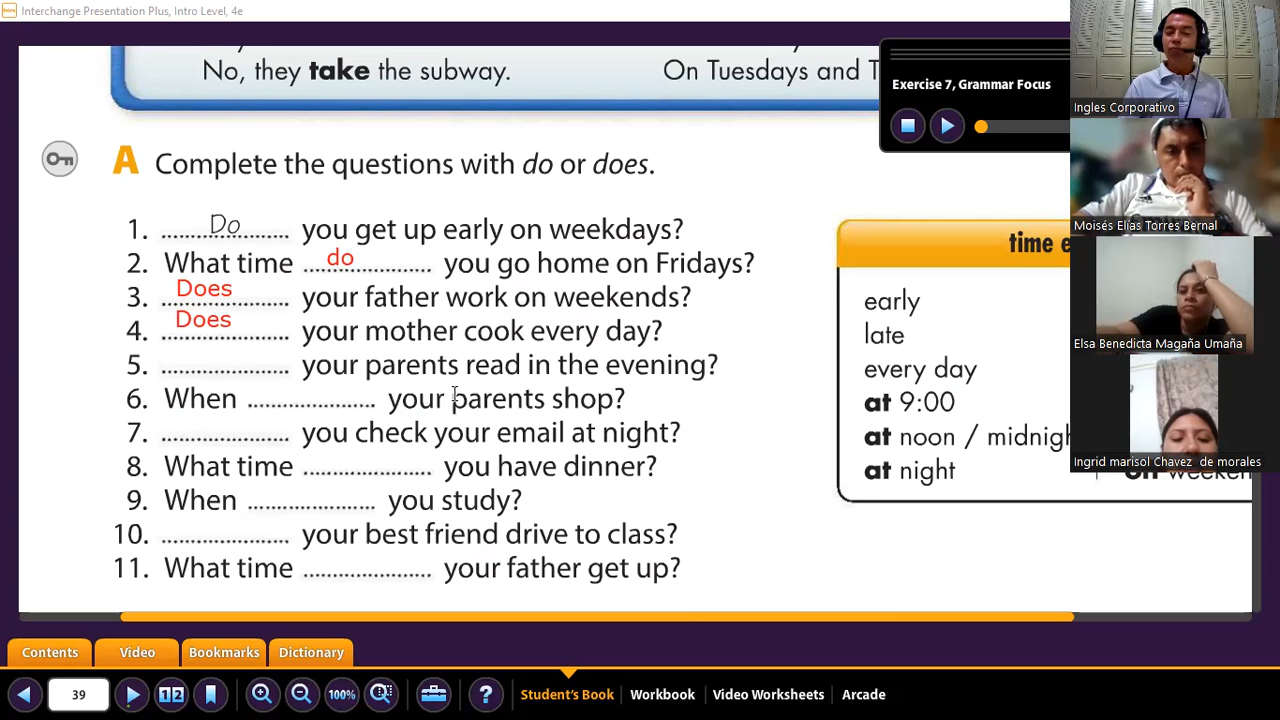 Interchange Presentation Plus, Intro Level, 4e
No, they take the subway.
On Tuesdays and T
Exercise 7, Grammar Focus
Ingles Corporativo
A Complete the questions with do or does.
1. Do you get up early on weekdays?
2. What time do you go home on Fridays?
3. Does your father work on weekends?
4. Does your mother cook every day?
5. .................... your parents read in the evening?
6. When .................... your parents shop?
7. .................... you check your email at night?
8. What time .................... you have dinner?
9. When .................... you study?
10. .................... your best friend drive to class?
11. What time .................... your father get up?
time e
early
late
every day
at 9:00
at noon / midnigh
at night
Moisés Elías Torres Bernal
Elsa Benedicta Magaña Umaña
Ingrid marisol Chavez de morales
Contents
Video
Bookmarks
Dictionary
39
1 2
100%
?
Student's Book
Workbook
Video Worksheets
Arcade